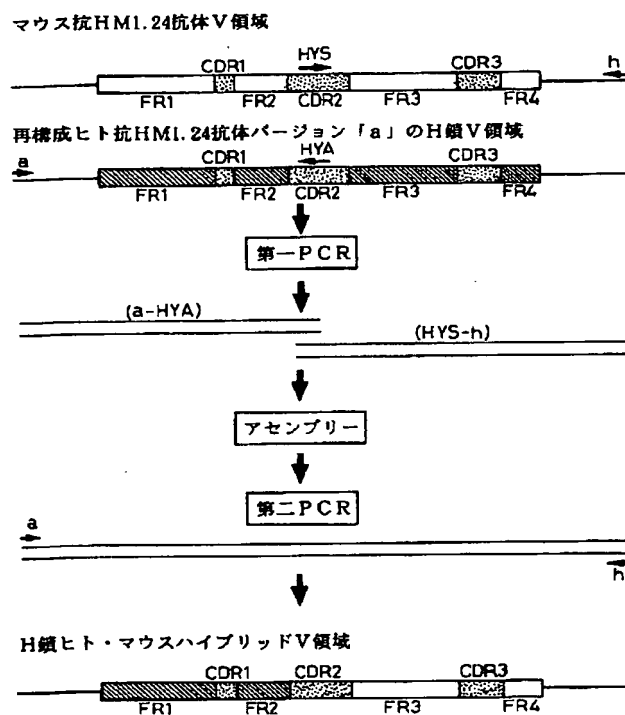 マウス抗HM1.24抗体V領域
HYS
h
CDR1 CDR3
FR1 FR2 CDR2 FR3 FR4
再構成ヒト抗HM1.24抗体バージョン「a」のH鎖V領域
a CDR1 HYA CDR3
FR1 FR2 CDR2 FR3 FR4
第一PCR
(a-HYA)
(HYS-h)
アセンブリー
第二PCR
a
h
H鎖ヒト・マウスハイブリッドV領域
CDR1 CDR2 CDR3
FR1 FR2 FR3 FR4